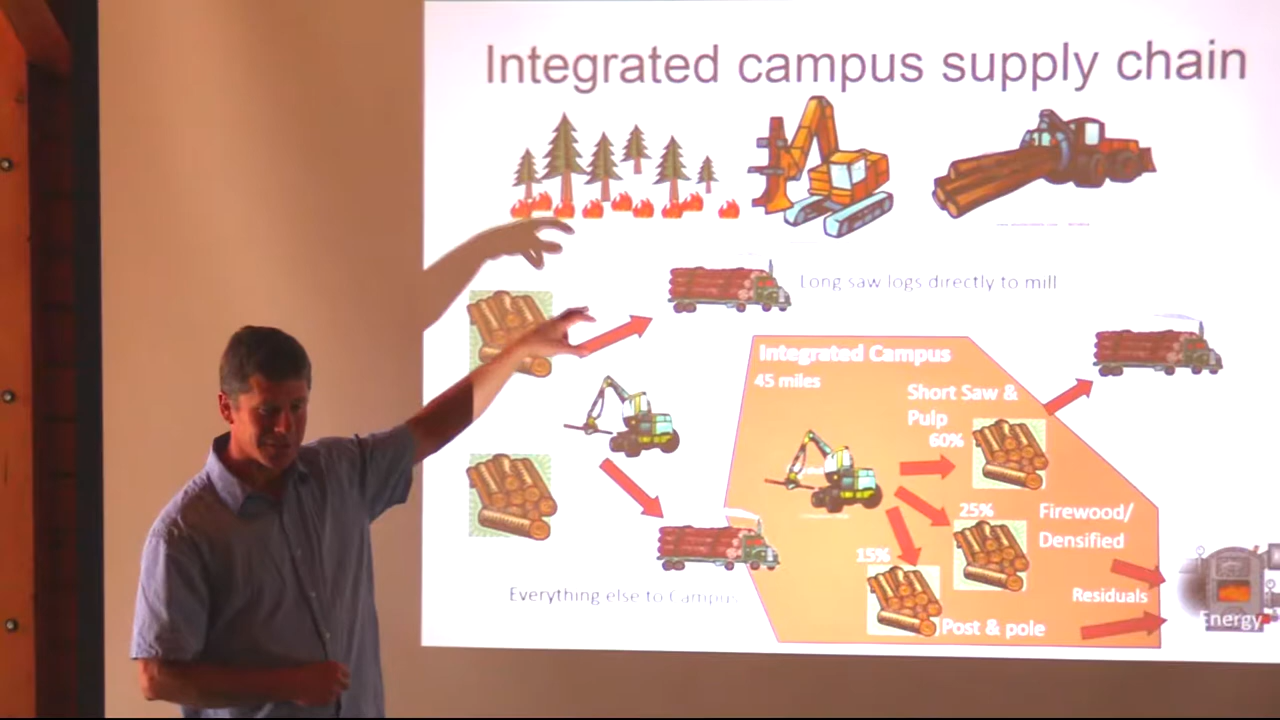 Integrated campus supply chain
Long saw logs directly to mill
Integrated Campus
45 miles
Short Saw &
Pulp
60%
25%
Firewood/
Densified
15%
Everything else to Campus
Residuals
Post & pole
Energy